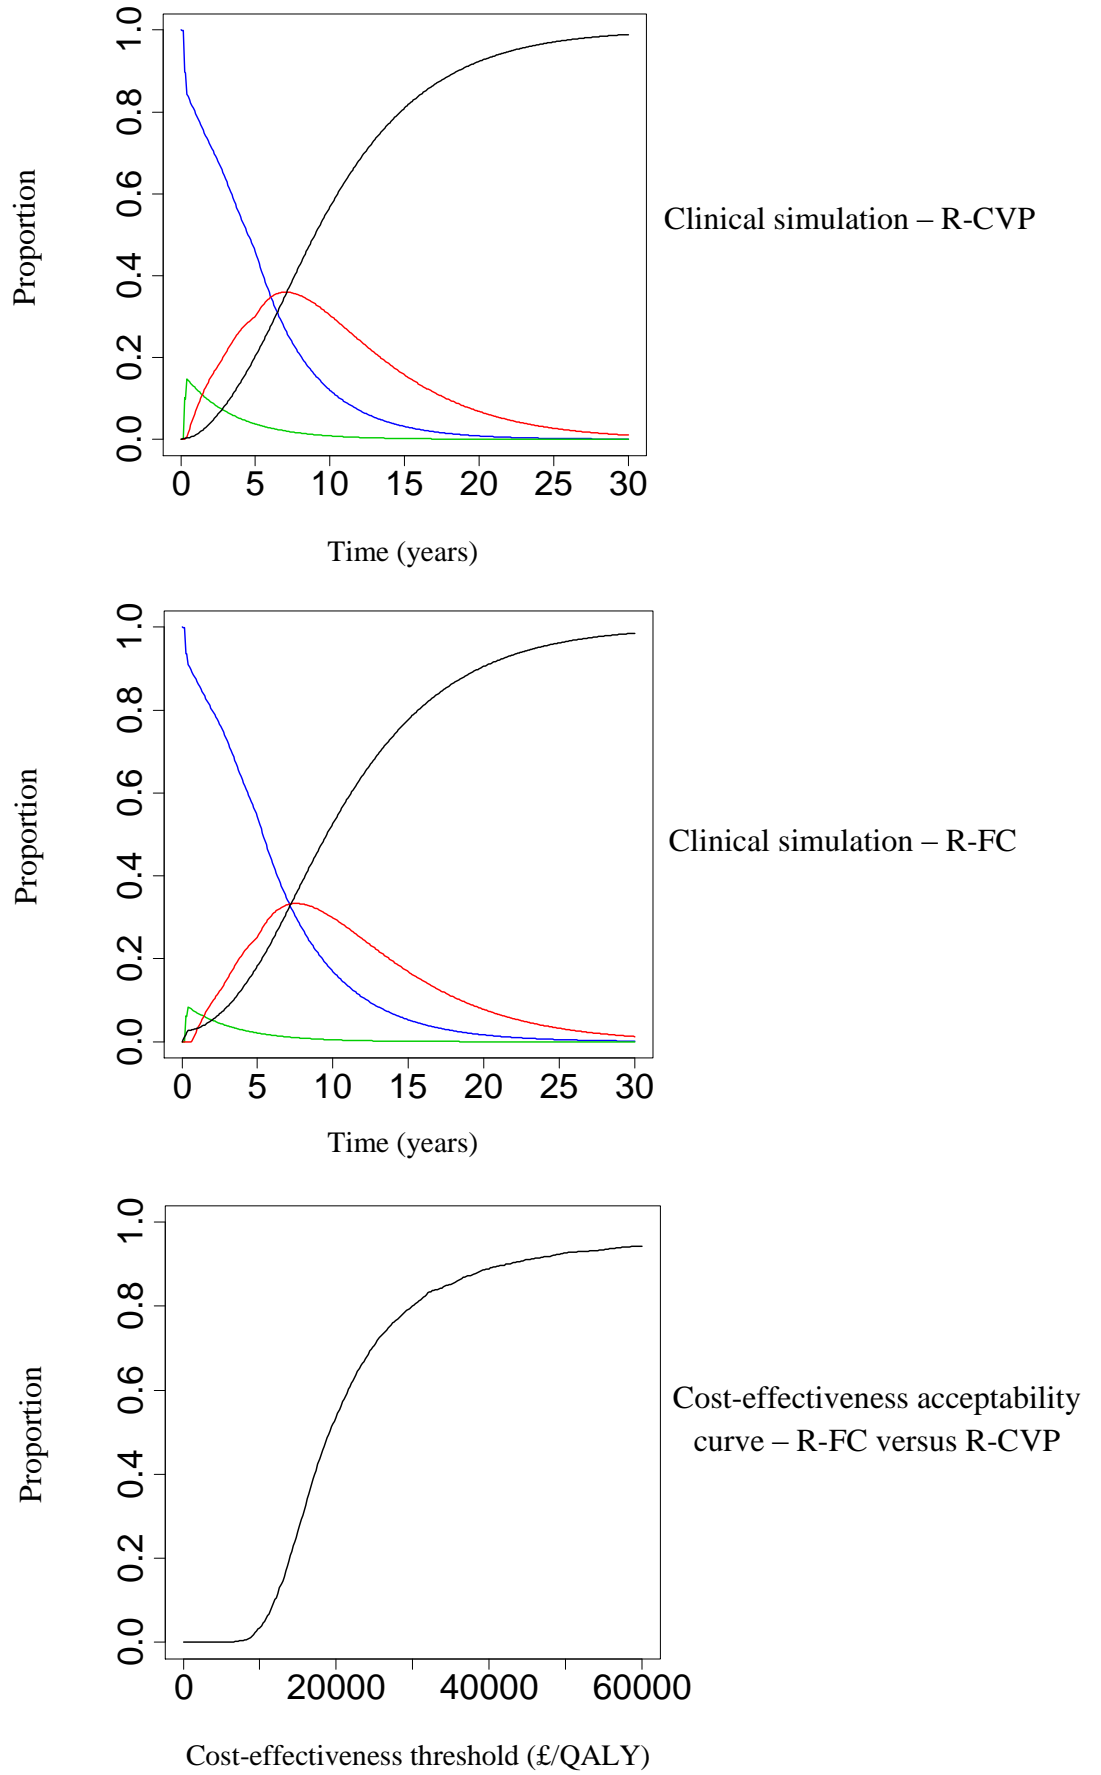 1.0
0.8
0.6
0.4
0.2
0.0
Proportion
0 5 10 15 20 25 30
Time (years)
Clinical simulation – R-CVP
1.0
0.8
0.6
0.4
0.2
0.0
Proportion
0 5 10 15 20 25 30
Time (years)
Clinical simulation – R-FC
1.0
0.8
0.6
0.4
0.2
0.0
Proportion
0 20000 40000 60000
Cost-effectiveness threshold (£/QALY)
Cost-effectiveness acceptability
curve – R-FC versus R-CVP